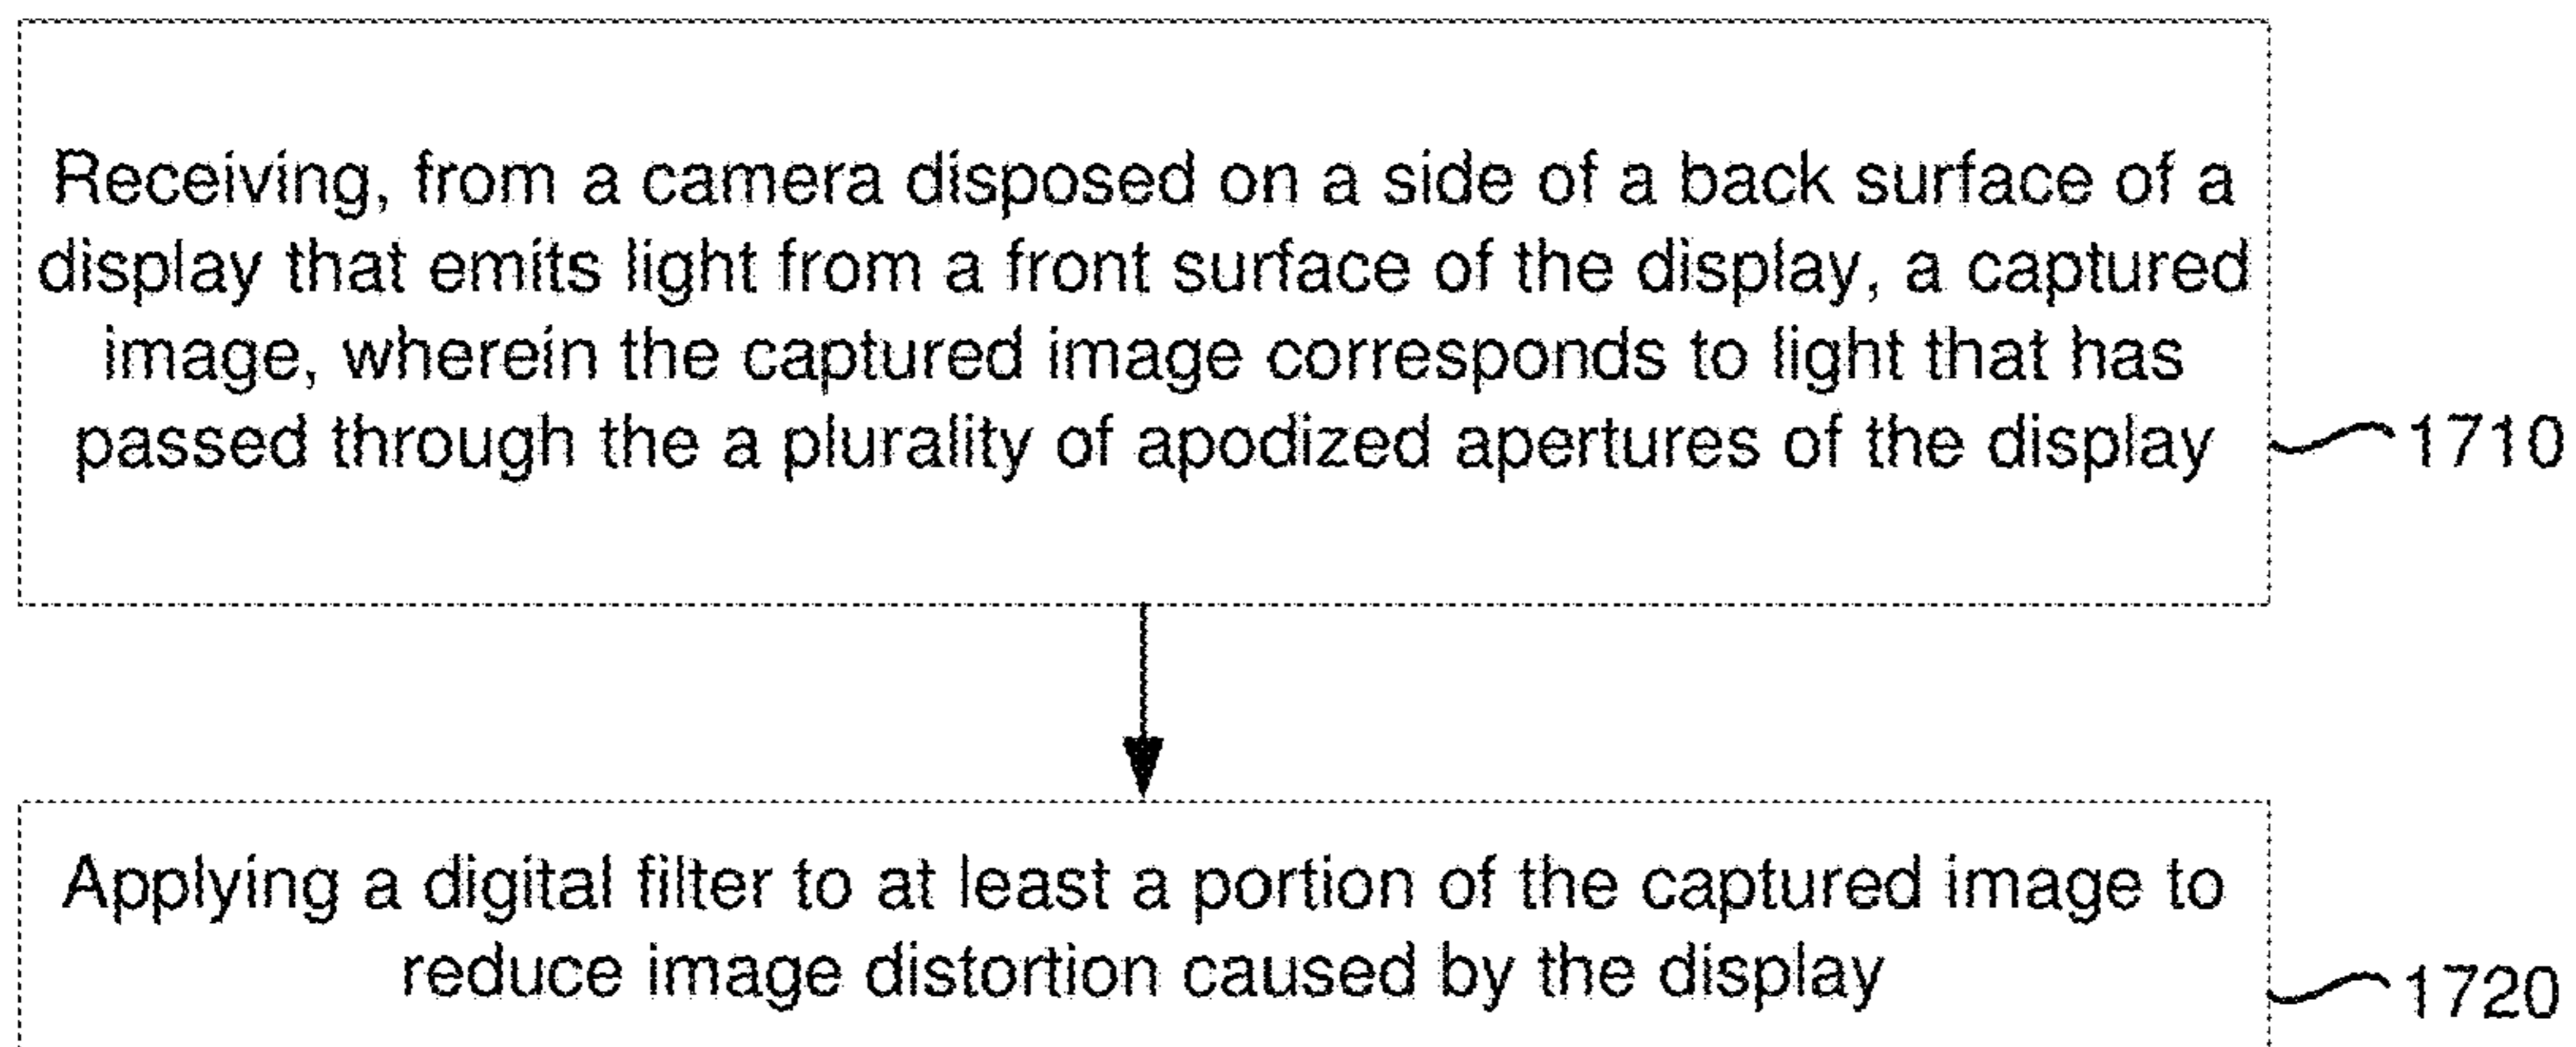 Receiving, from a camera disposed on a side of a back surface of a
display that emits light from a front surface of the display, a captured
image, wherein the captured image corresponds to light that has
passed through the a plurality of apodized apertures of the display
1710
Applying a digital filter to at least a portion of the captured image to
reduce image distortion caused by the display
1720